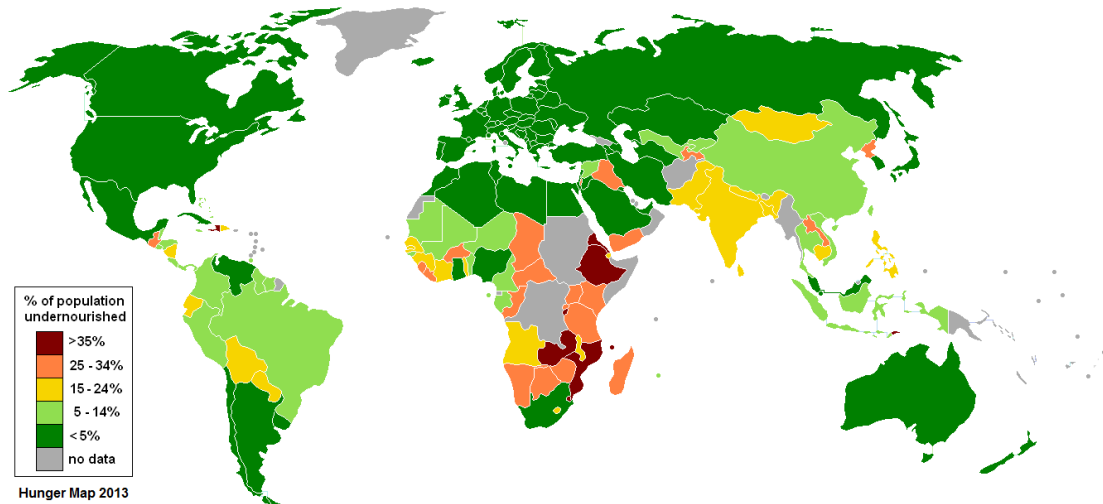 % of population
undernourished
>35%
25 - 34%
15 - 24%
5 - 14%
<5%
no data
Hunger Map 2013